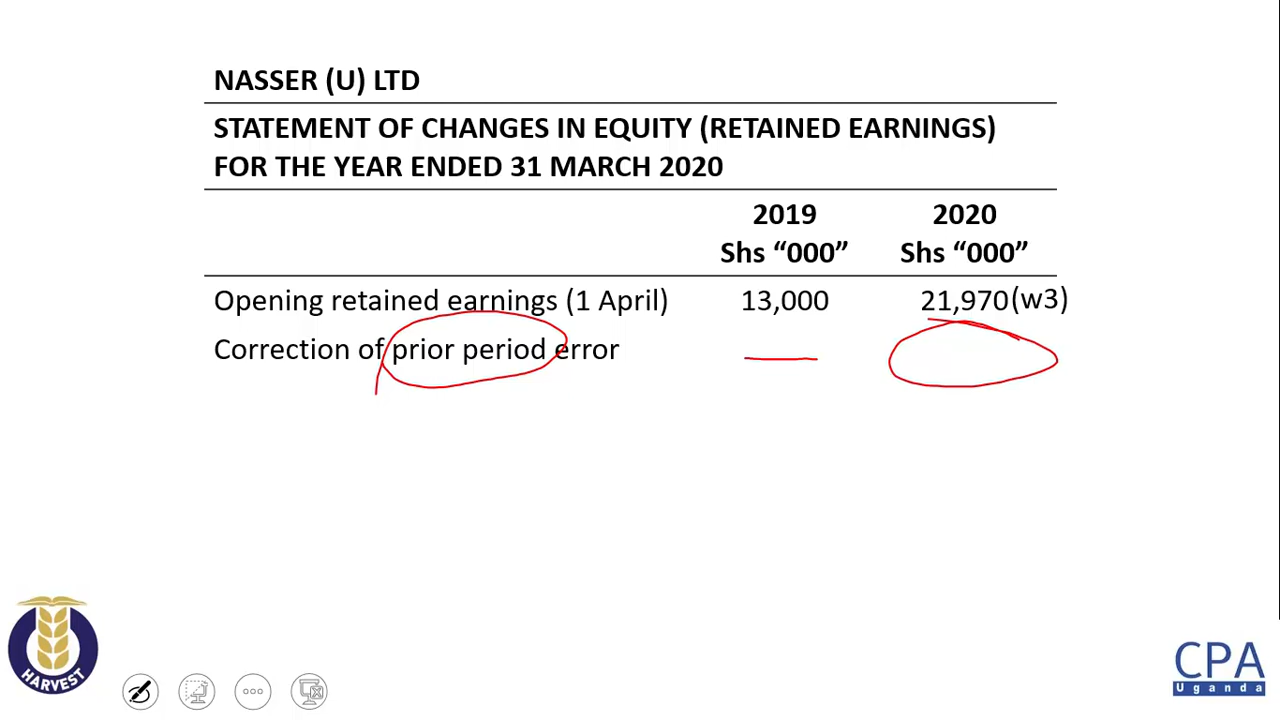 NASSER (U) LTD
STATEMENT OF CHANGES IN EQUITY (RETAINED EARNINGS)
FOR THE YEAR ENDED 31 MARCH 2020
2019 2020
Shs “000” Shs “000”
Opening retained earnings (1 April) 13,000 21,970(w3)
Correction of prior period error
HARVEST
CPA
Uganda